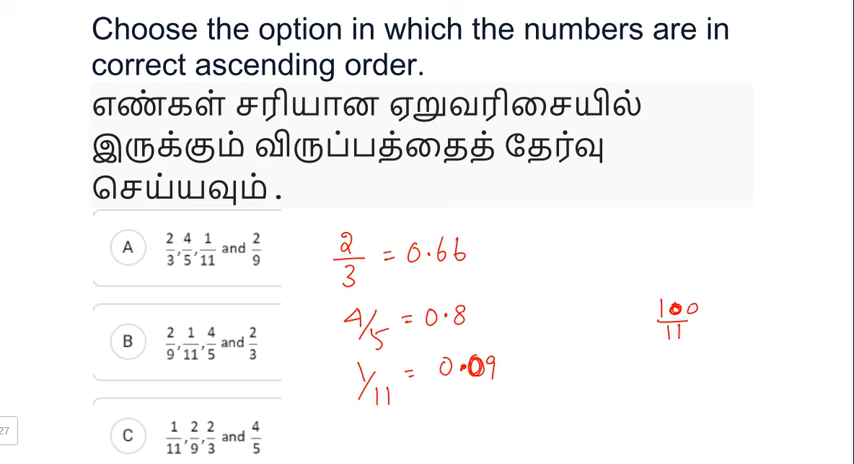 Choose the option in which the numbers are in
correct ascending order.
எண்கள் சரியான ஏறுவரிசையில்
இருக்கும் விருப்பத்தைத் தேர்வு
செய்யவும் .
A 2/3, 4/5, 1/11 and 2/9
2/3 = 0.66
4/5 = 0.8
100/11
B 2/9, 1/11, 4/5 and 2/3
1/11 = 0.09
27
C 1/11, 2/9, 2/3 and 4/5